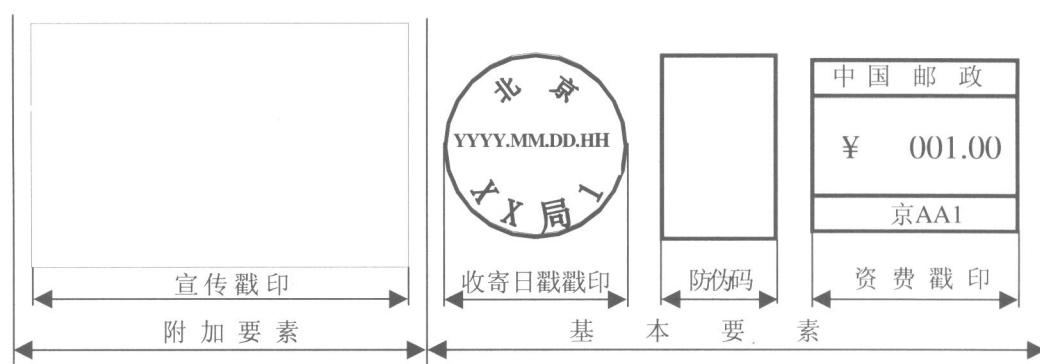 北京
YYYY.MM.DD.HH
XX局1
中国邮政
¥ 001.00
京AA1
宣传戳印
收寄日戳戳印
防伪码
资费戳印
附加要素
基本要素